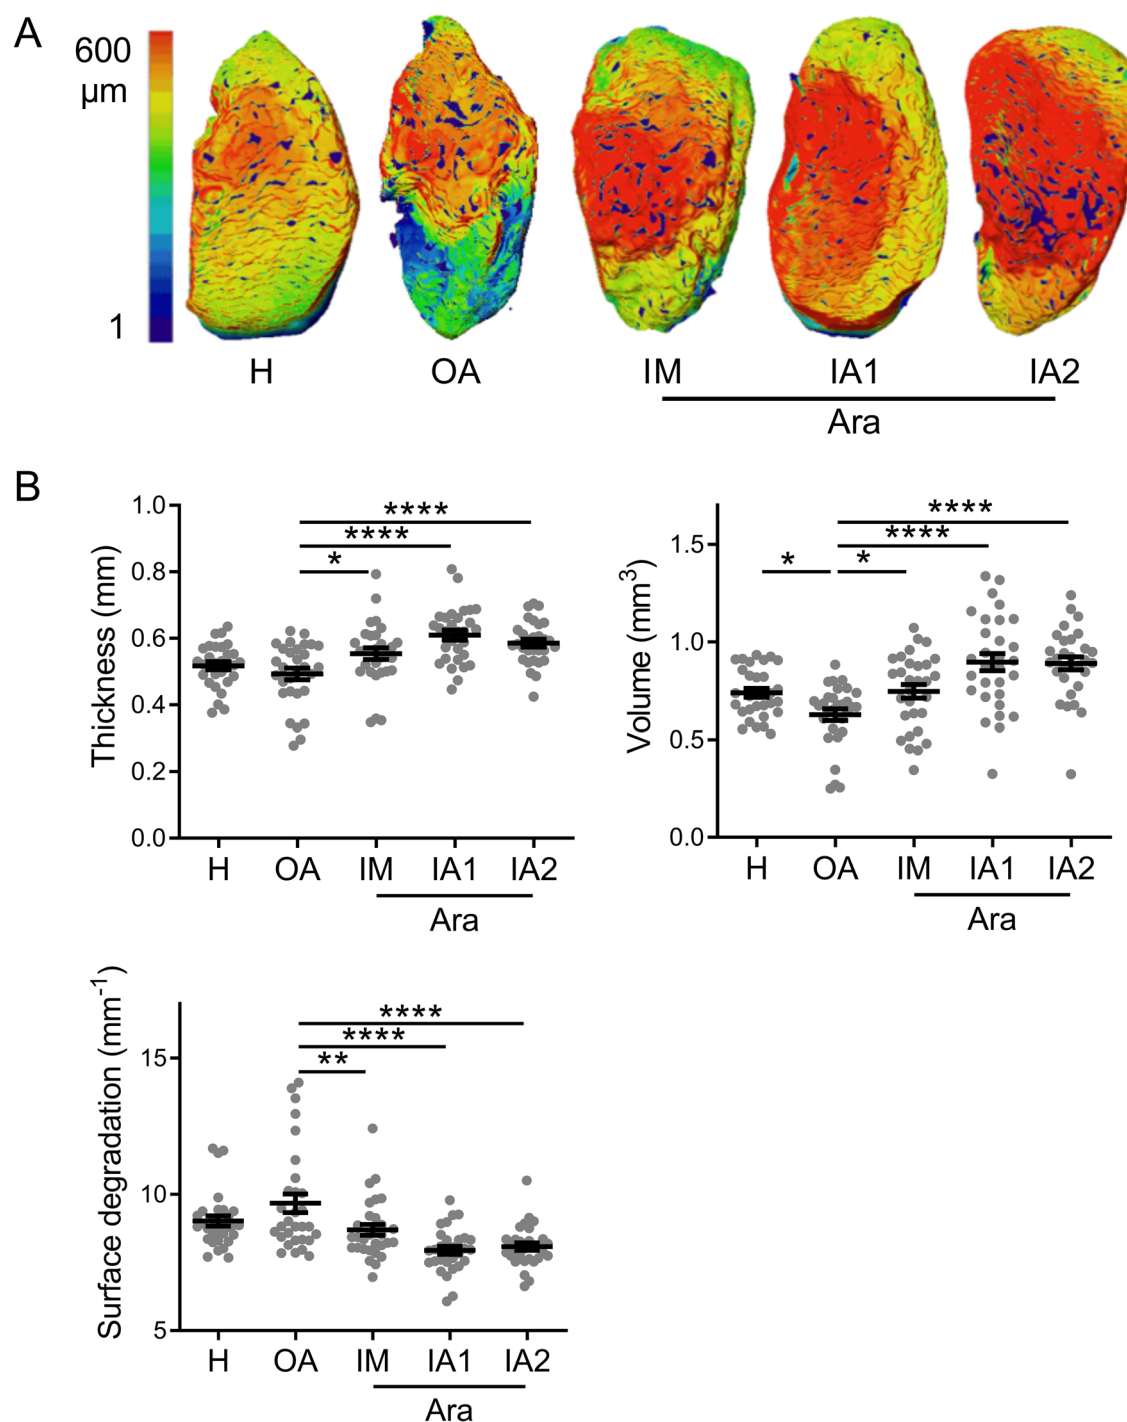 A
600
µm
1
H OA IM IA1 IA2
Ara
B
Thickness (mm)
1.0
0.8
0.6
0.4
0.2
0.0
****
****
*
H OA IM IA1 IA2
Ara
Volume (mm³)
1.5
1.0
0.5
0.0
****
****
* *
H OA IM IA1 IA2
Ara
Surface degradation (mm⁻¹)
15
10
5
****
****
**
H OA IM IA1 IA2
Ara